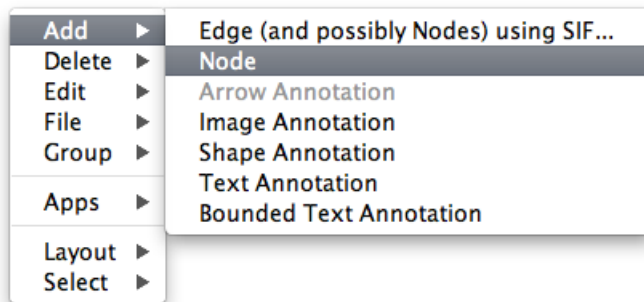 Add
Delete
Edit
File
Group
Apps
Layout
Select
Edge (and possibly Nodes) using SIF...
Node
Arrow Annotation
Image Annotation
Shape Annotation
Text Annotation
Bounded Text Annotation